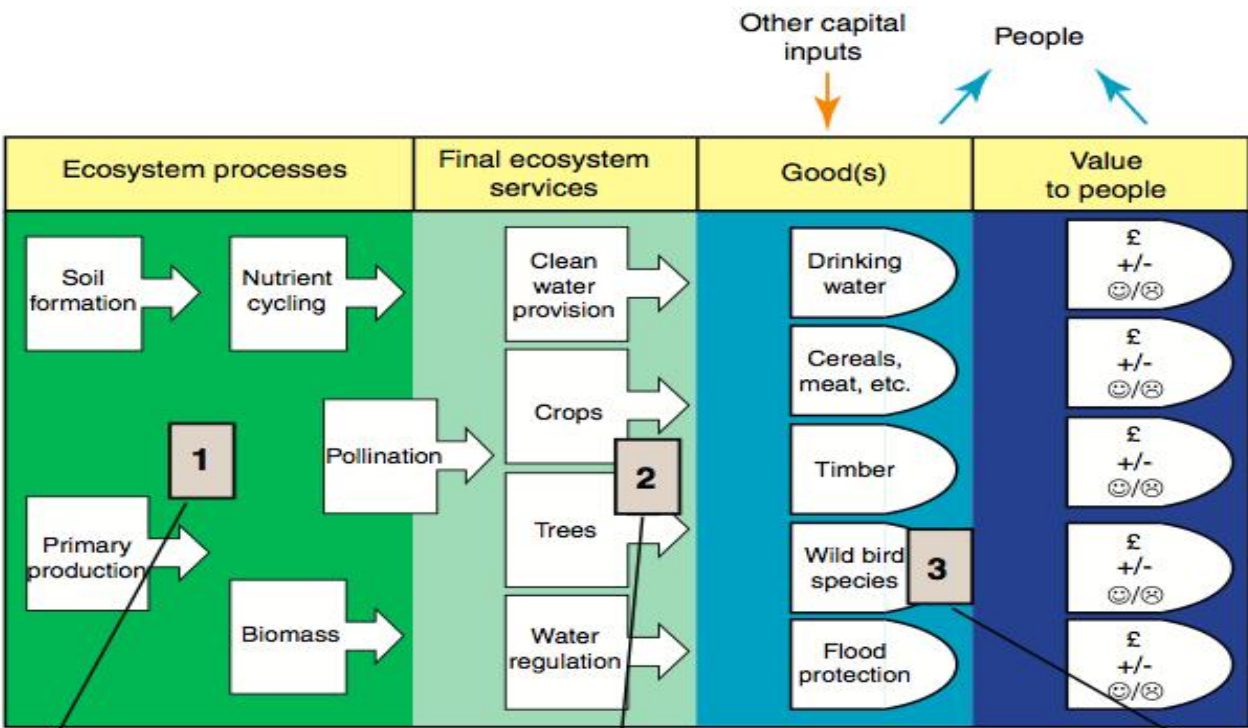 Other capital
inputs
People
Ecosystem processes
Final ecosystem
services
Good(s)
Value
to people
Soil
formation
Nutrient
cycling
Pollination
Primary
production
Biomass
1
Clean
water
provision
Crops
Trees
Water
regulation
2
Drinking
water
Cereals,
meat, etc.
Timber
Wild bird
species
Flood
protection
3
£
+/-
☺/☹
£
+/-
☺/☹
£
+/-
☺/☹
£
+/-
☺/☹
£
+/-
☺/☹